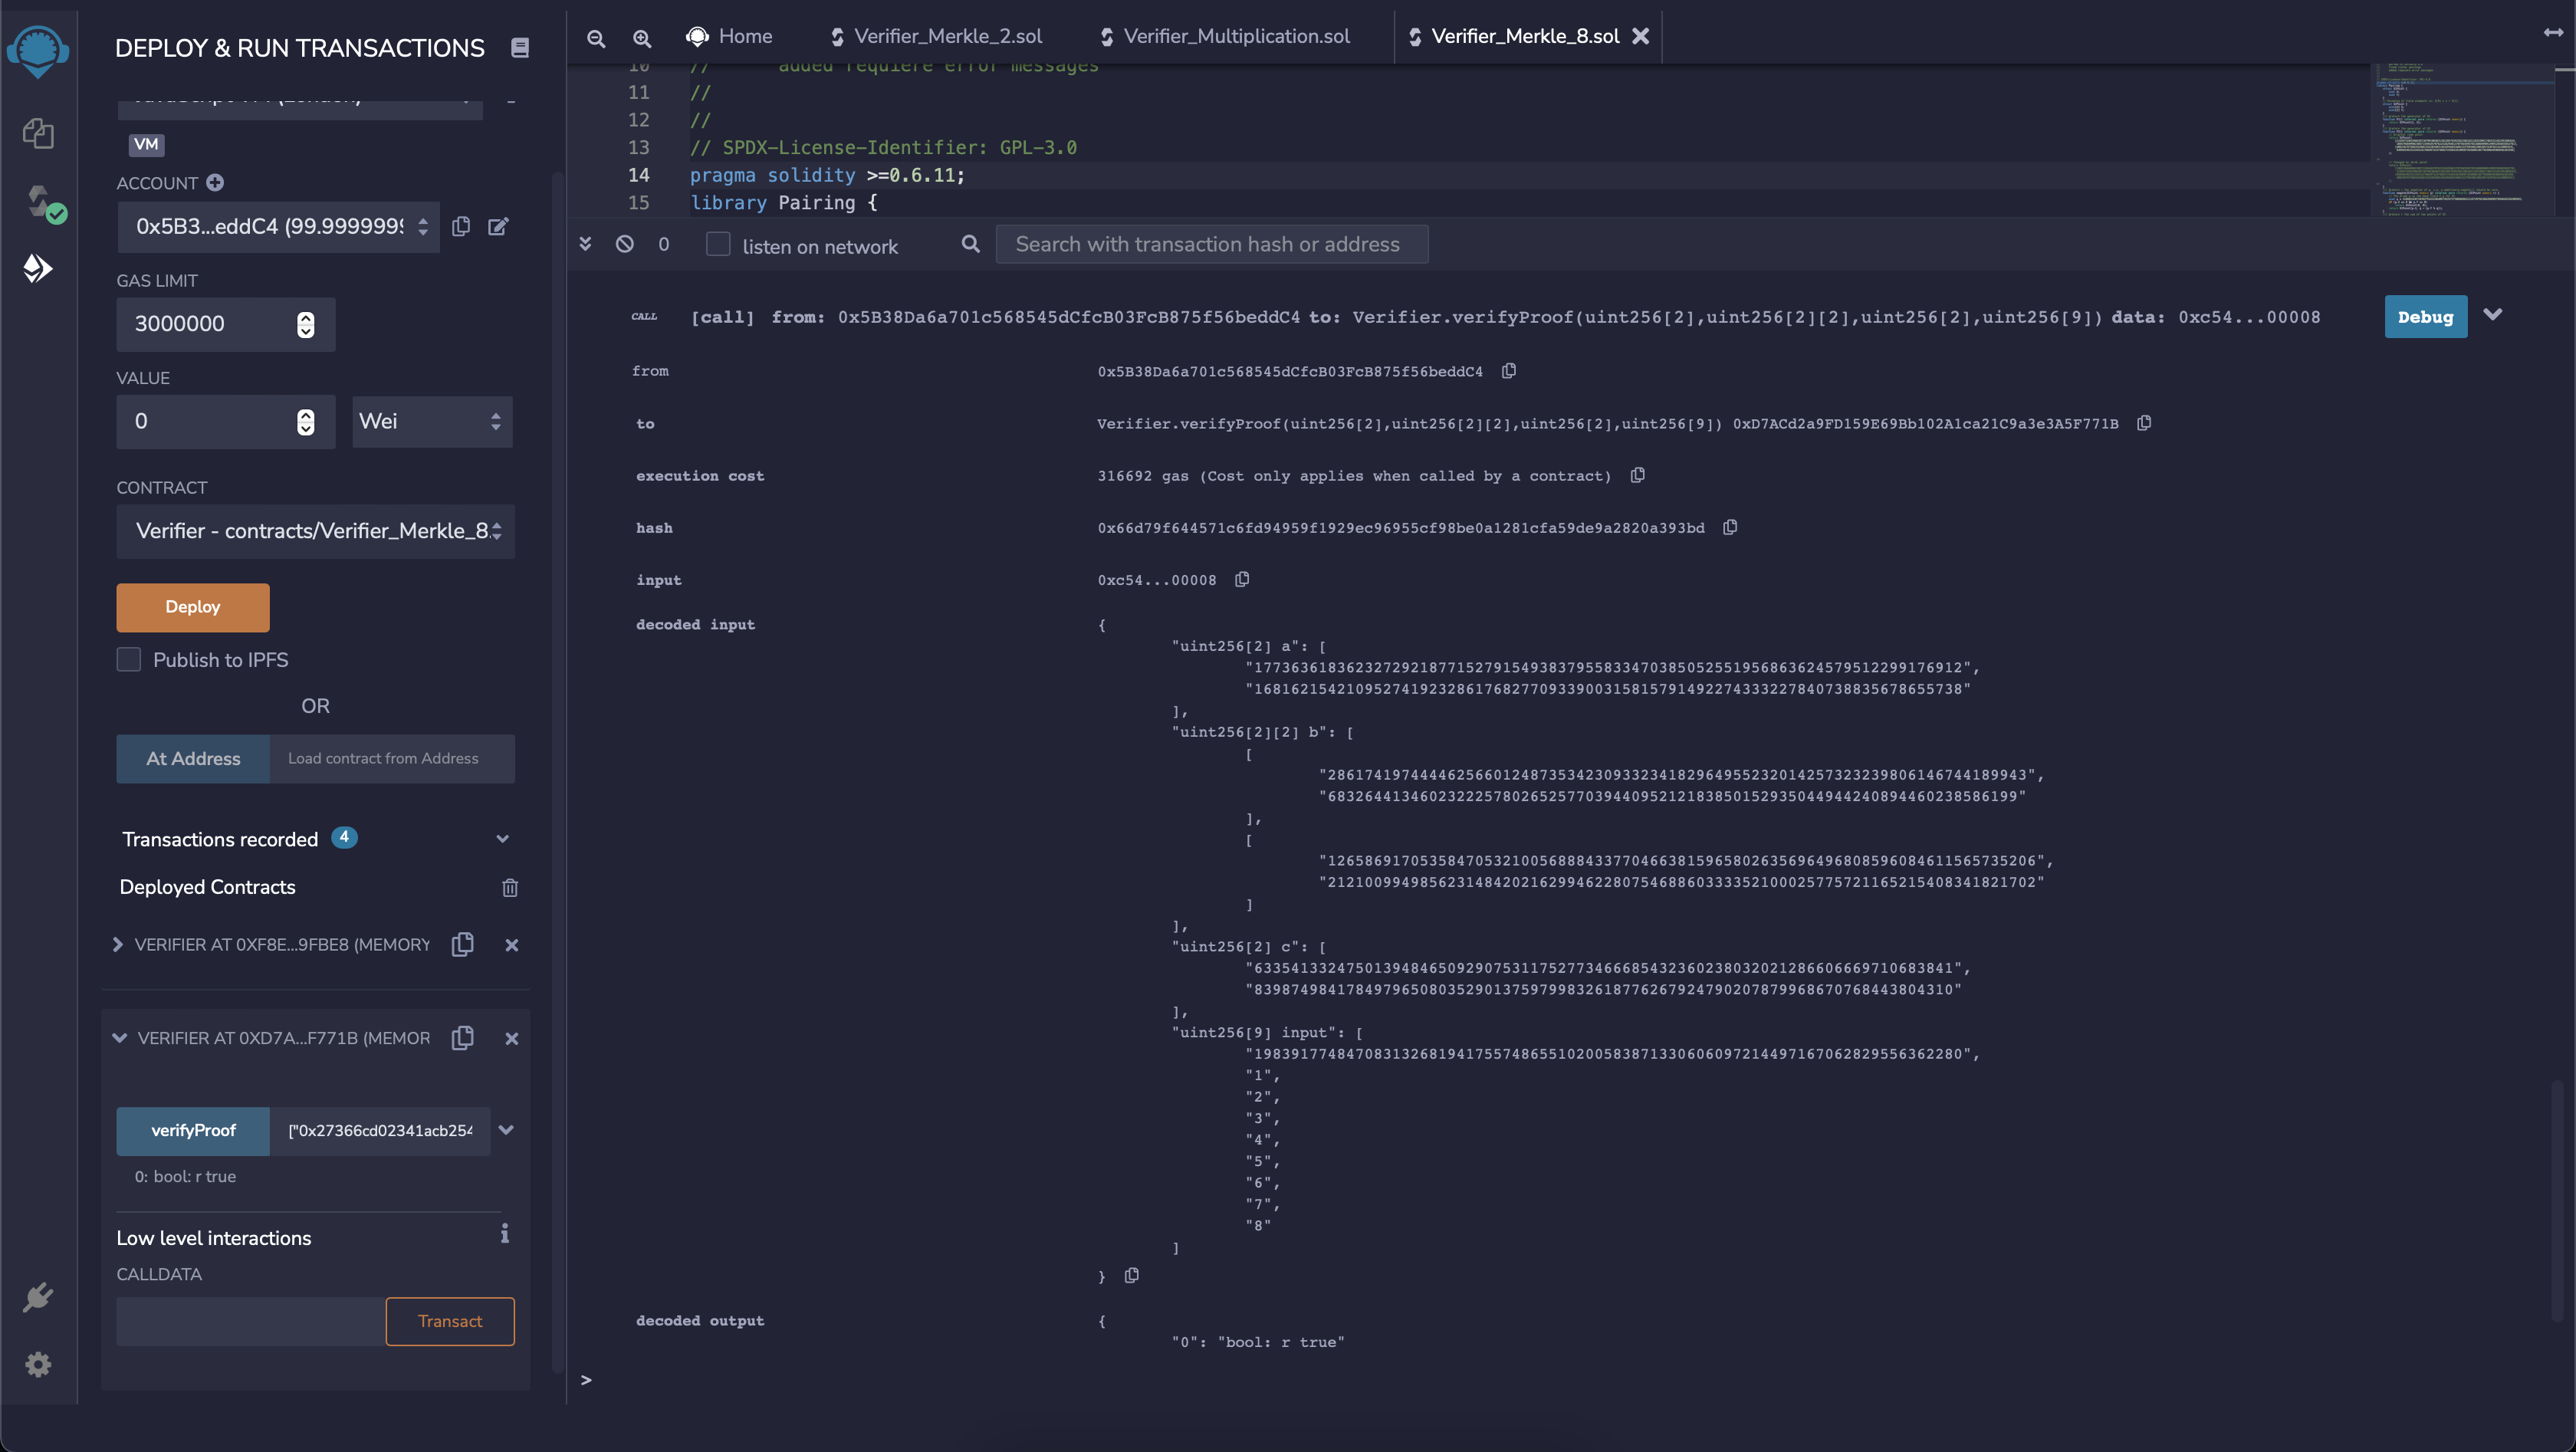 DEPLOY & RUN TRANSACTIONS
VM
ACCOUNT
0x5B3...eddC4 (99.9999999
GAS LIMIT
3000000
VALUE
0
Wei
CONTRACT
Verifier - contracts/Verifier_Merkle_8.
Deploy
Publish to IPFS
OR
At Address
Load contract from Address
Transactions recorded 4
Deployed Contracts
VERIFIER AT 0XF8E...9FBE8 (MEMORY
VERIFIER AT 0XD7A...F771B (MEMOR
verifyProof
["0x27366cd02341acb254
0: bool: r true
Low level interactions
i
CALLDATA
Transact
Home
Verifier_Merkle_2.sol
Verifier_Multiplication.sol
Verifier_Merkle_8.sol
10 // added requiere error messages
11 //
12 //
13 // SPDX-License-Identifier: GPL-3.0
14 pragma solidity >=0.6.11;
15 library Pairing {
0
listen on network
Search with transaction hash or address
CALL [call] from: 0x5B38Da6a701c568545dCfcB03FcB875f56beddC4 to: Verifier.verifyProof(uint256[2],uint256[2][2],uint256[2],uint256[9]) data: 0xc54...00008
Debug
from 0x5B38Da6a701c568545dCfcB03FcB875f56beddC4
to Verifier.verifyProof(uint256[2],uint256[2][2],uint256[2],uint256[9]) 0xD7ACd2a9FD159E69Bb102A1ca21C9a3e3A5F771B
execution cost 316692 gas (Cost only applies when called by a contract)
hash 0x66d79f644571c6fd94959f1929ec96955cf98be0a1281cfa59de9a2820a393bd
input 0xc54...00008
decoded input {
"uint256[2] a": [
"17736361836232729218771527915493837955833470385052551956863624579512299176912",
"16816215421095274192328617682770933900315815791492274333227840738835678655738"
],
"uint256[2][2] b": [
[
"2861741974444625660124873534230933234182964955232014257323239806146744189943",
"6832644134602322257802652577039440952121838501529350449442408944602385​86199"
],
[
"12658691705358470532100568884337704663815965802635696496808596084611565735206",
"2121009949856231484202162994622807546886033335210002577572116521540834182​1702"
]
],
"uint256[2] c": [
"6335413324750139484650929075311752773466685432360238032021286606669710683841",
"8398749841784979650803529013759799832618776267924790207879968670768443804310"
],
"uint256[9] input": [
"19839177484708313268194175574865510200583871330606097214497167062829556362280",
"1",
"2",
"3",
"4",
"5",
"6",
"7",
"8"
]
}
decoded output {
"0": "bool: r true"
>